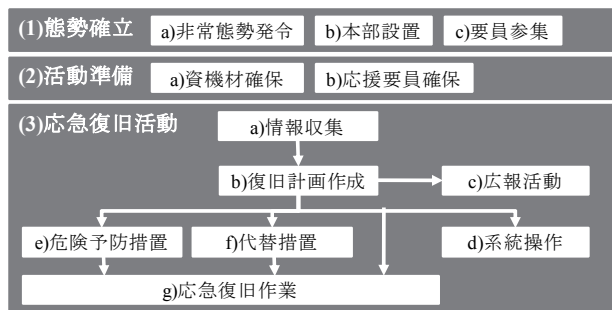 (1)態勢確立
a)非常態勢発令
b)本部設置
c)要員参集
(2)活動準備
a)資機材確保
b)応援要員確保
(3)応急復旧活動
a)情報収集
b)復旧計画作成
c)広報活動
e)危険予防措置
f)代替措置
d)系統操作
g)応急復旧作業